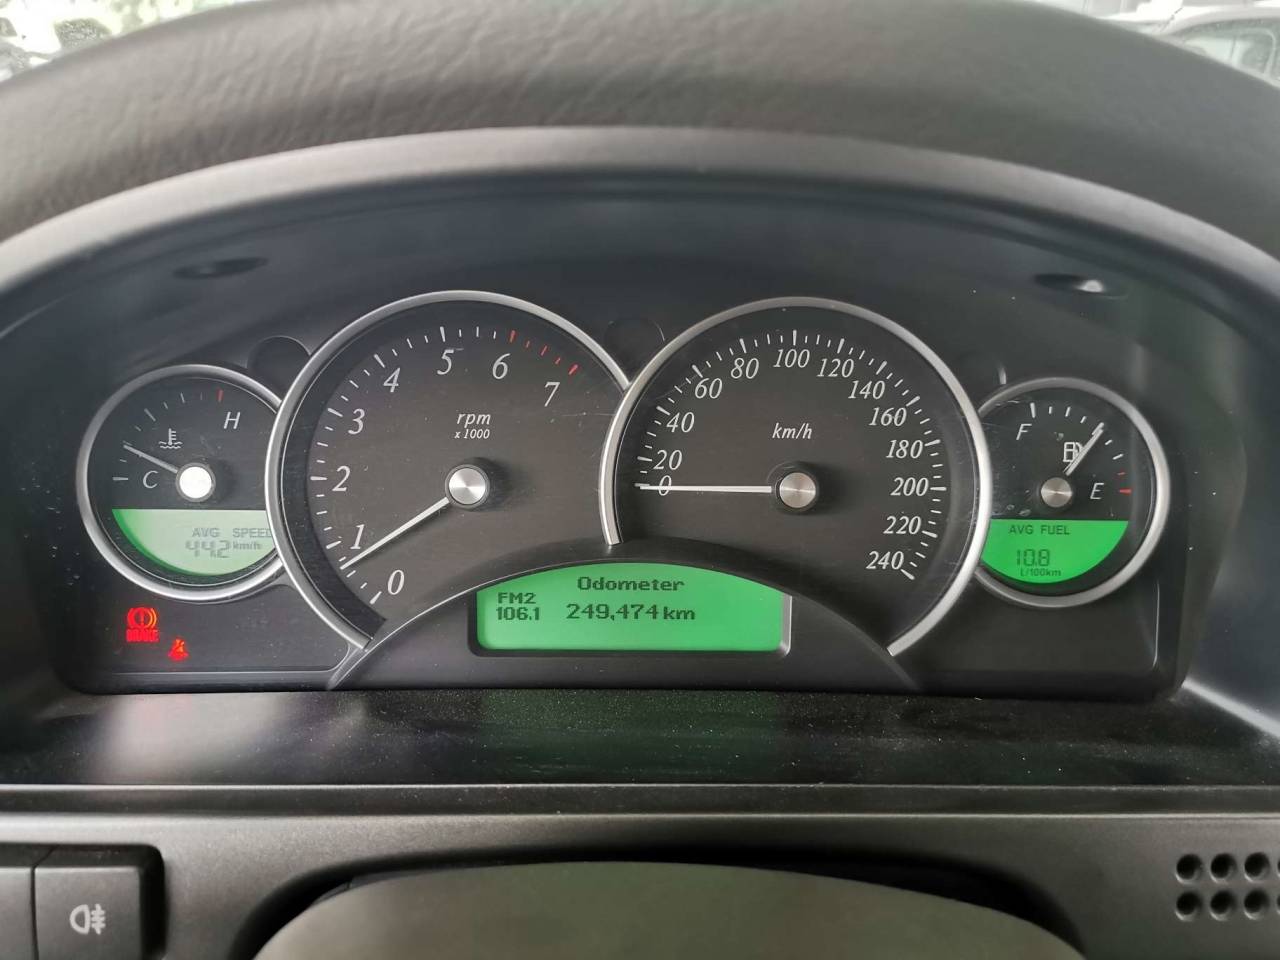 H
C
AVG SPEED
44.2 km/h
BRAKE
0
1
2
3
4
5
6
7
rpm
x 1000
0
20
40
60
80
100
120
140
160
180
200
220
240
km/h
F
E
AVG FUEL
10.8
L/100km
Odometer
FM2
106.1 249,474 km